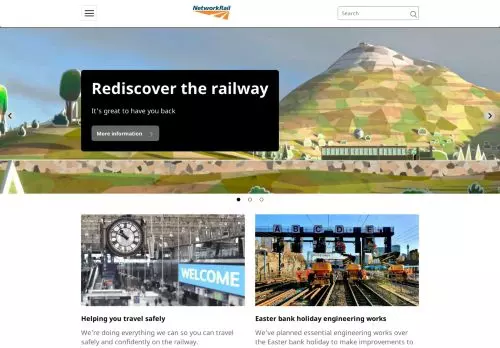 NetworkRail
Search
Rediscover the railway
It's great to have you back
More information
WELCOME
A B C D E
Helping you travel safely
Easter bank holiday engineering works
We're doing everything we can so you can travel
safely and confidently on the railway.
We've planned essential engineering works over
the Easter bank holiday to make improvements to